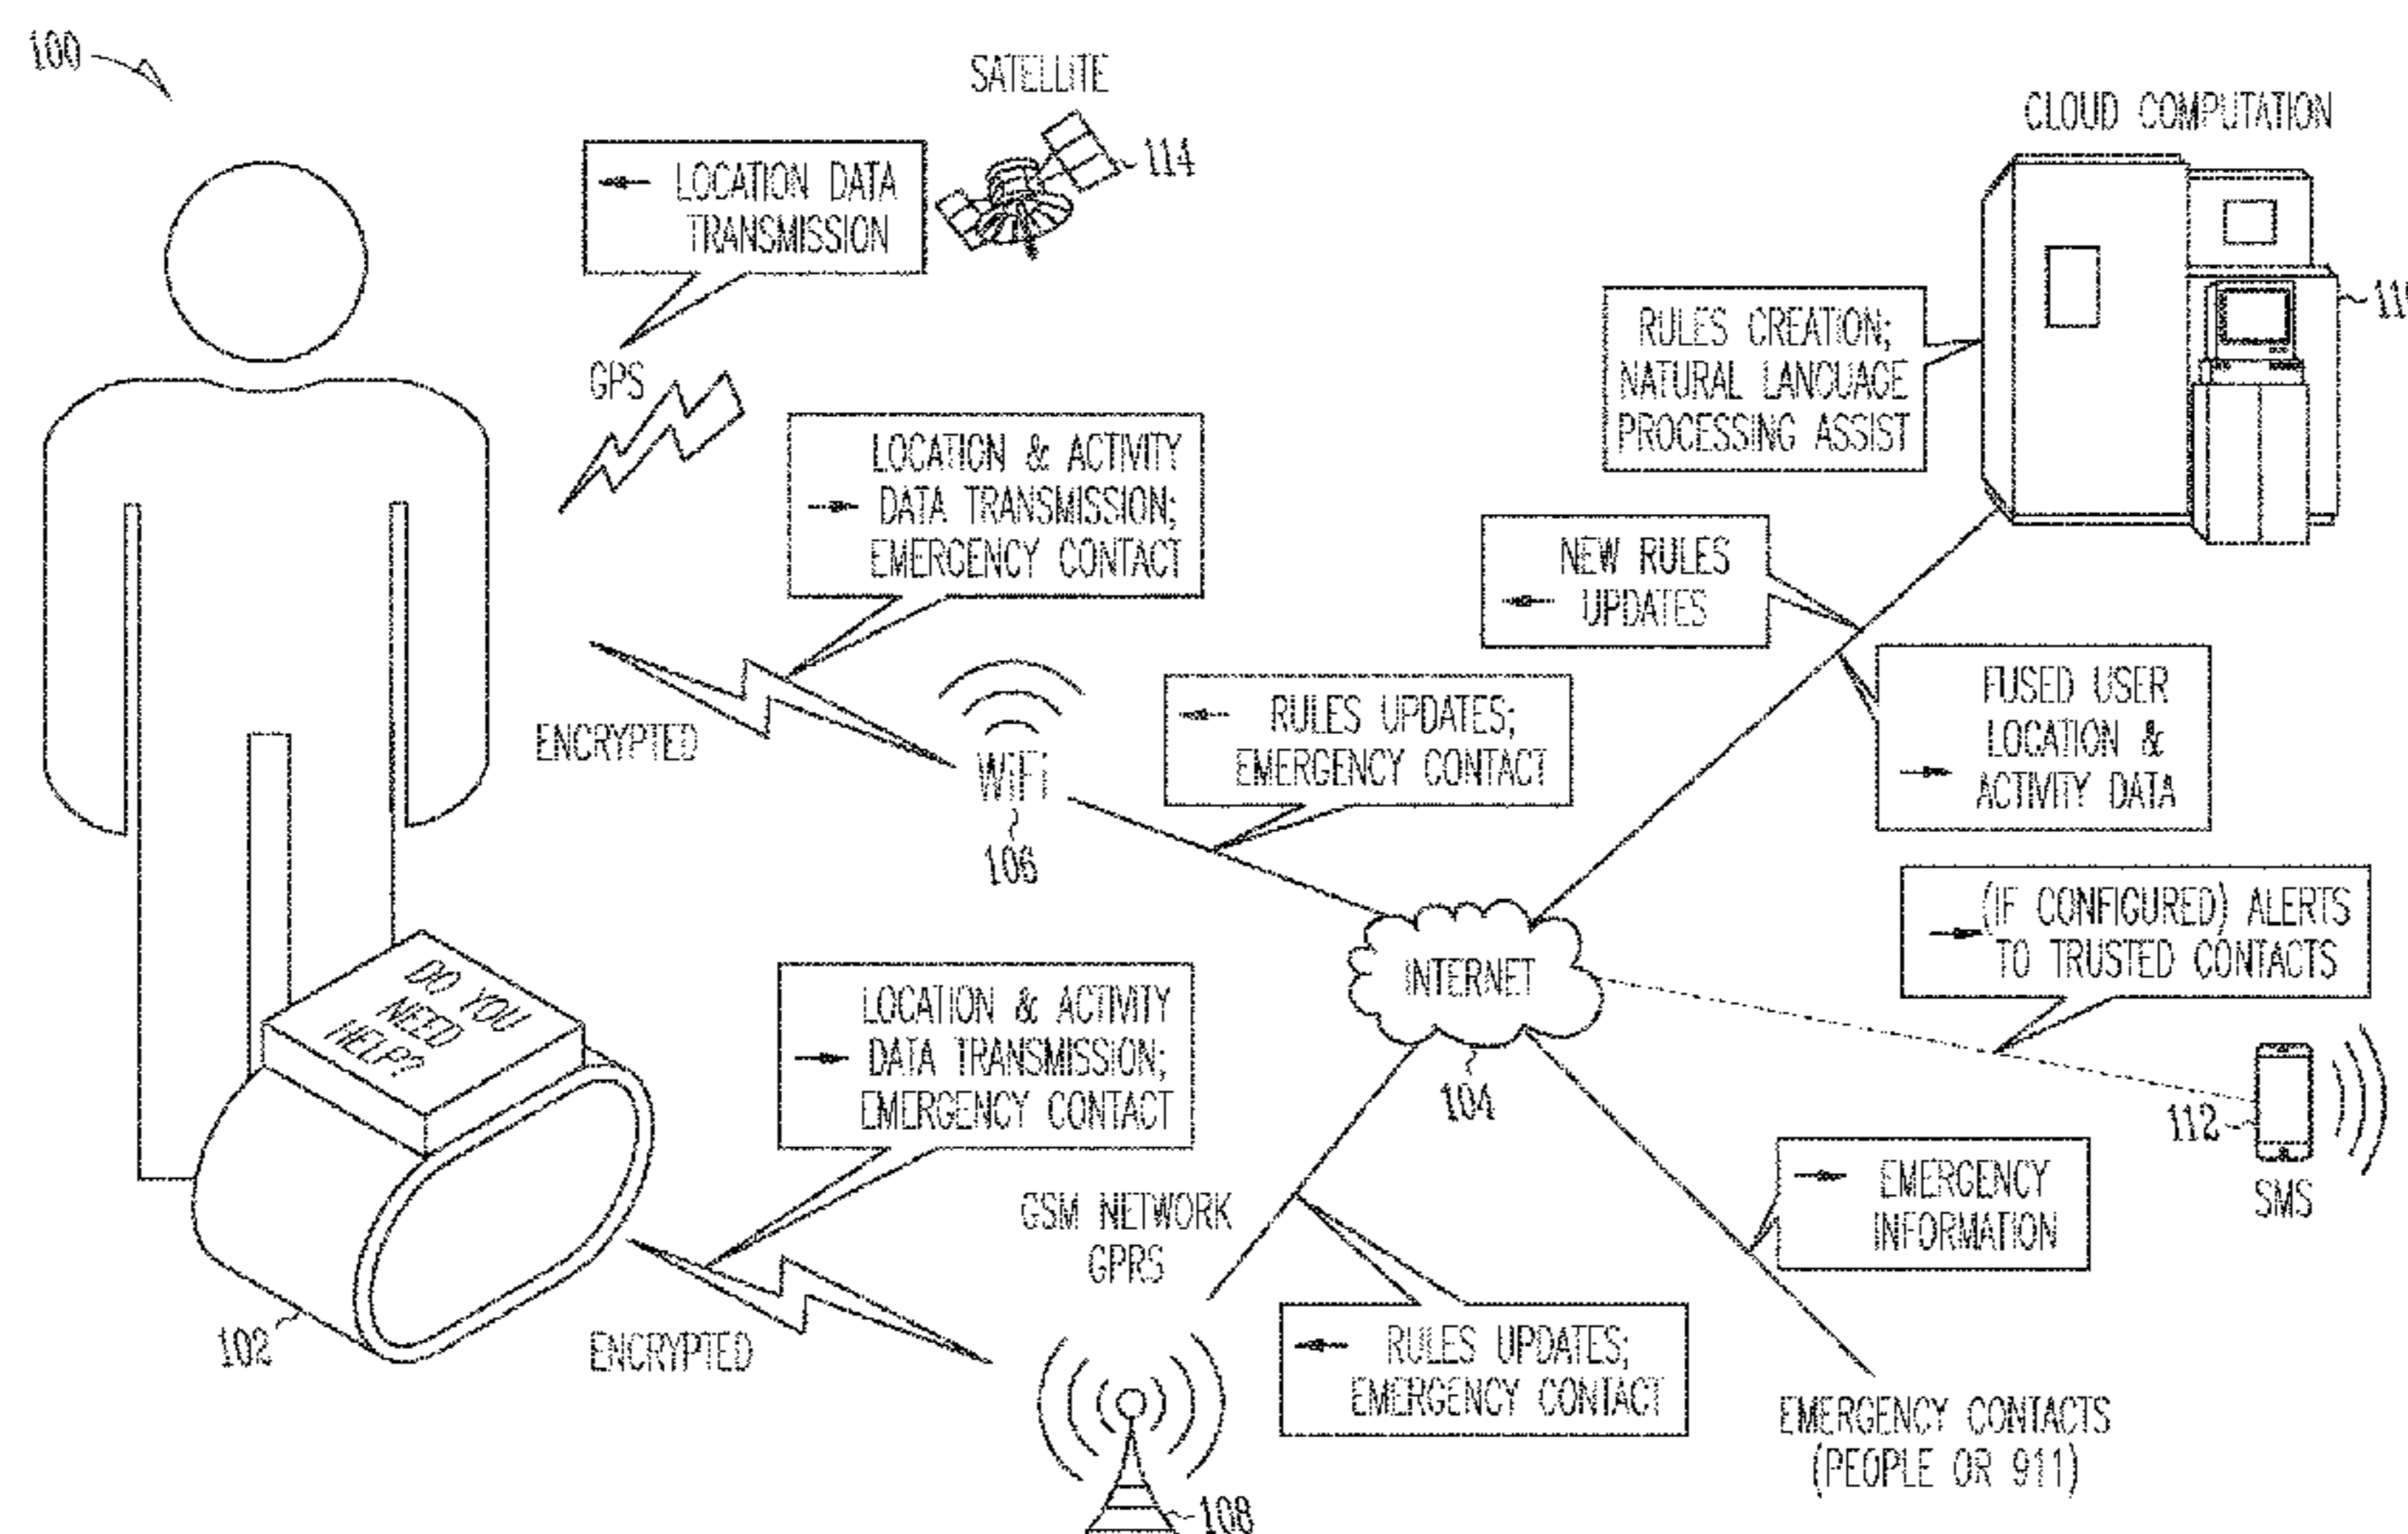 100
SATELLITE
114
← LOCATION DATA
TRANSMISSION
GPS
CLOUD COMPUTATION
RULES CREATION;
NATURAL LANGUAGE
PROCESSING ASSIST
LOCATION & ACTIVITY
→ DATA TRANSMISSION;
EMERGENCY CONTACT
NEW RULES
← UPDATES
FUSED USER
LOCATION &
→ ACTIVITY DATA
ENCRYPTED
WiFi
106
← RULES UPDATES;
EMERGENCY CONTACT
INTERNET
104
→ (IF CONFIGURED) ALERTS
TO TRUSTED CONTACTS
112
SMS
DO YOU
NEED
HELP?
102
LOCATION & ACTIVITY
→ DATA TRANSMISSION;
EMERGENCY CONTACT
ENCRYPTED
GSM NETWORK
GPRS
108
← RULES UPDATES;
EMERGENCY CONTACT
→ EMERGENCY
INFORMATION
EMERGENCY CONTACTS
(PEOPLE OR 911)